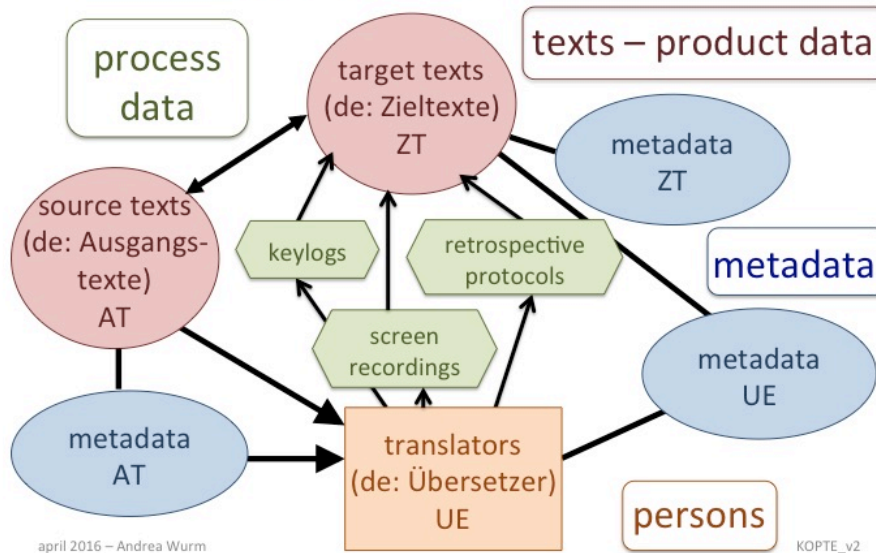 process
data
target texts
(de: Zieltexte)
ZT
texts – product data
metadata
ZT
source texts
(de: Ausgangs-
texte)
AT
keylogs
retrospective
protocols
metadata
screen
recordings
metadata
UE
metadata
AT
translators
(de: Übersetzer)
UE
persons
april 2016 – Andrea Wurm
KOPTE_v2